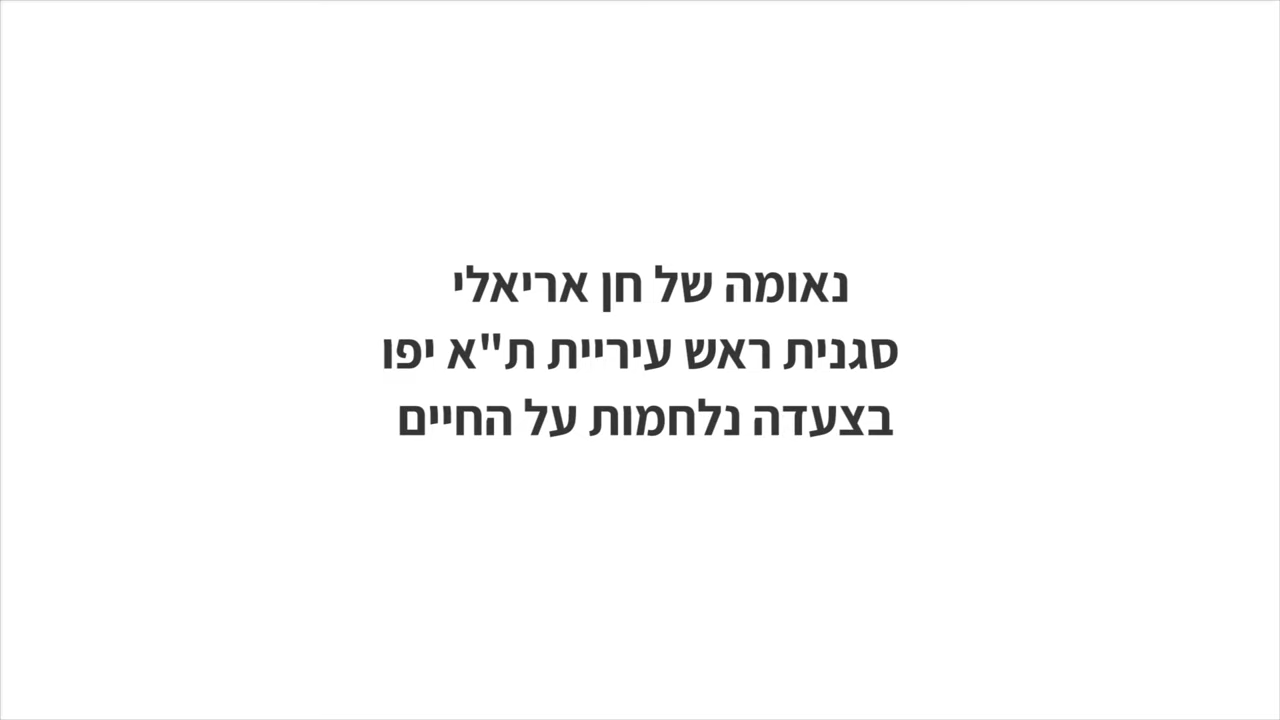 נאומה של חן אריאלי
סגנית ראש עיריית ת"א יפו
בצעדה נלחמות על החיים